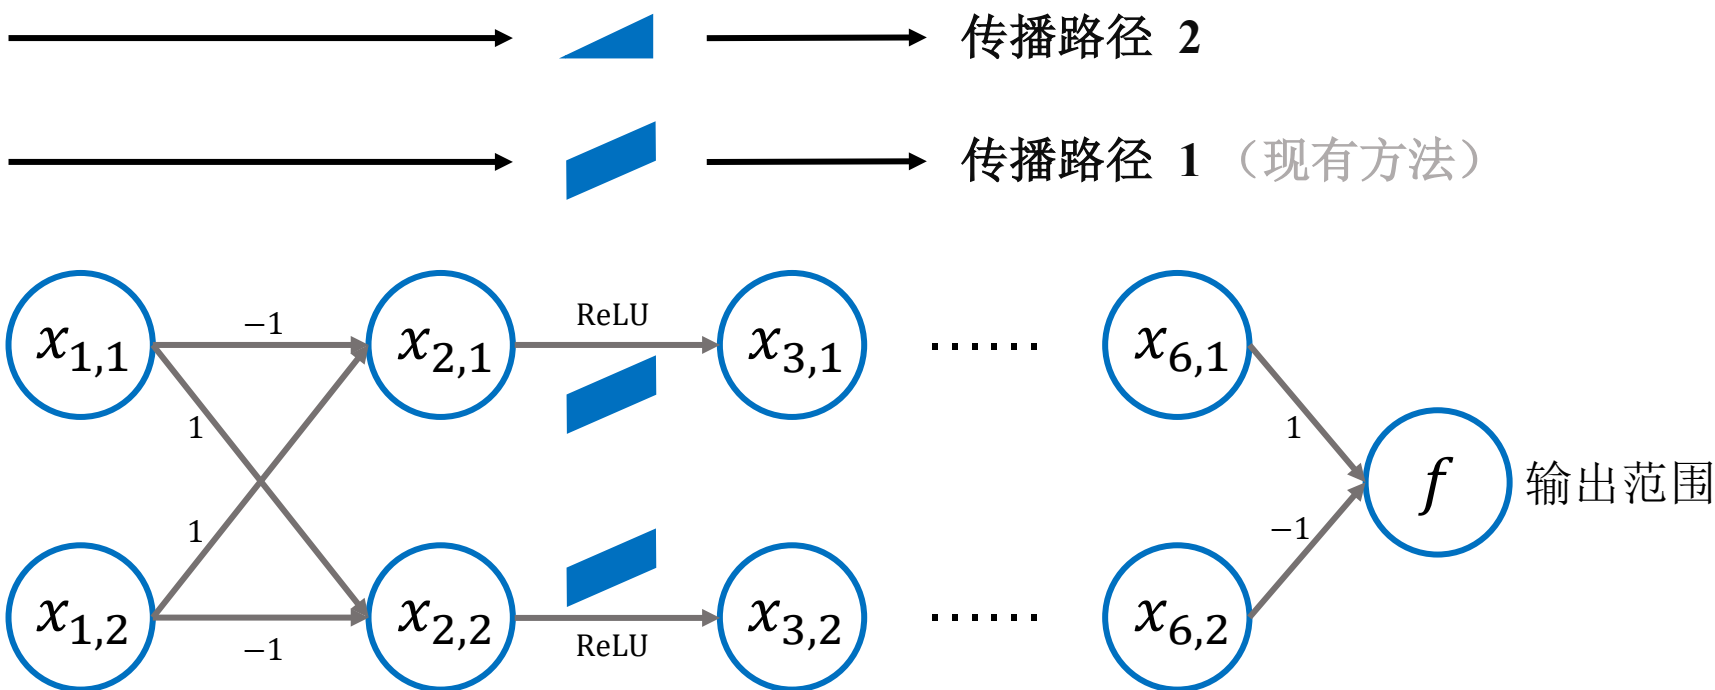 传播路径 2
传播路径 1 (现有方法)
x1,1
−1
x2,1
ReLU
x3,1
······
x6,1
1
1
f
输出范围
1
−1
x1,2
−1
x2,2
ReLU
x3,2
······
x6,2